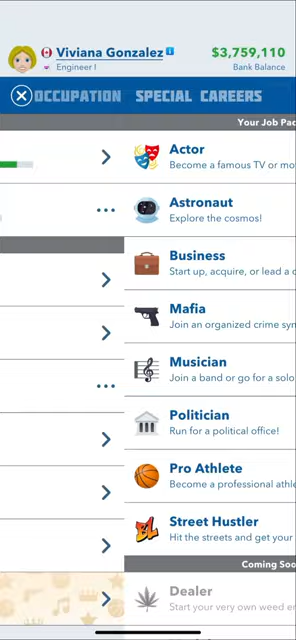 Viviana Gonzalez
$3,759,110
Engineer I
Bank Balance
OCCUPATION
SPECIAL CAREERS
Your Job Pac
Actor
Become a famous TV or mo
Astronaut
Explore the cosmos!
Business
Start up, acquire, or lead a c
Mafia
Join an organized crime syn
Musician
Join a band or go for a solo
Politician
Run for a political office!
Pro Athlete
Become a professional athle
BL
Street Hustler
Hit the streets and get your
Coming Soo
Dealer
Start your very own weed e